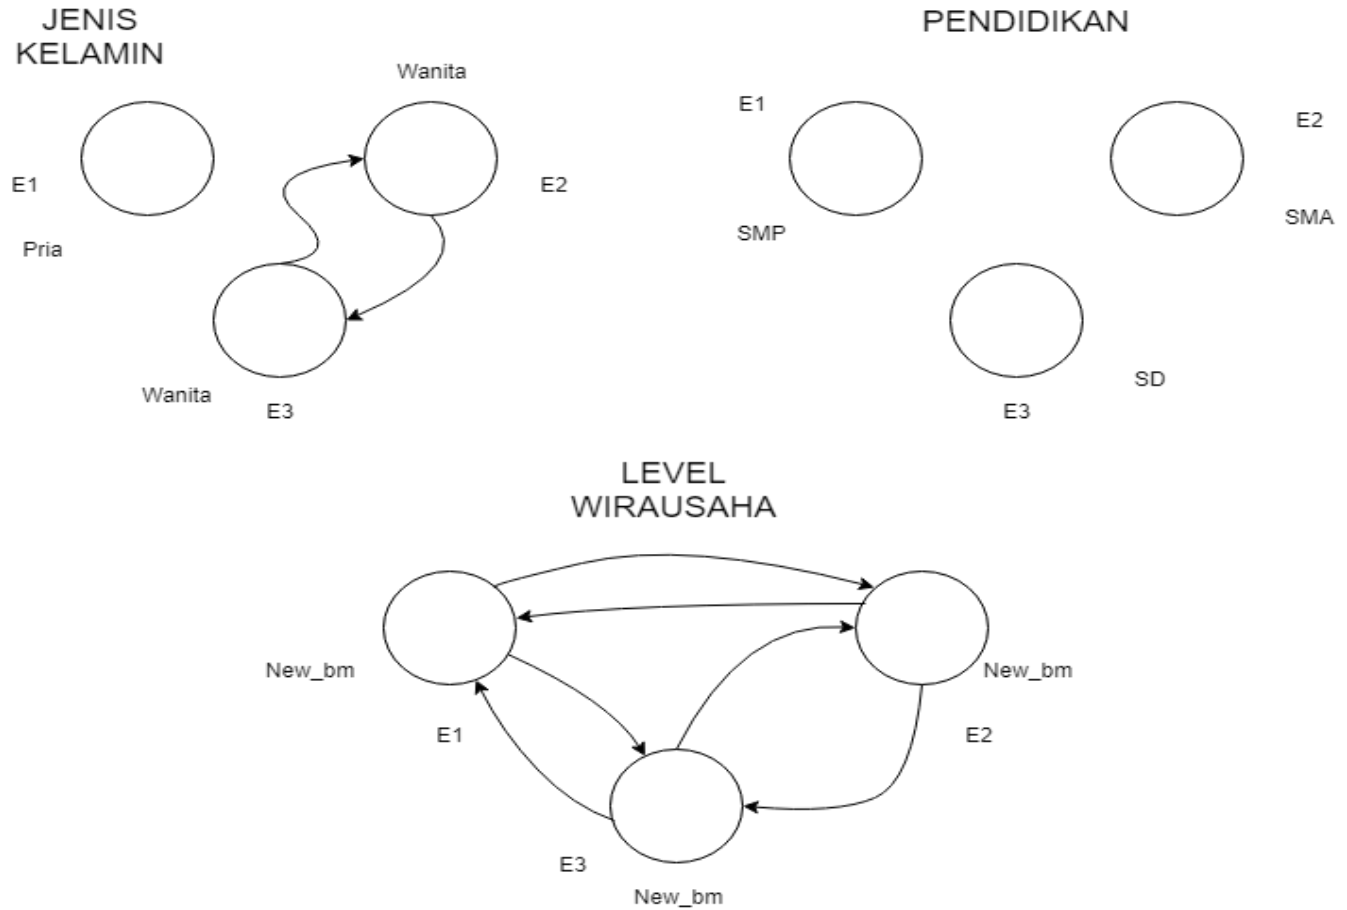 JENIS
KELAMIN
Wanita
E1
E2
Pria
Wanita
E3
PENDIDIKAN
E1
E2
SMP
SMA
SD
E3
LEVEL
WIRAUSAHA
New_bm
New_bm
E1
E2
E3
New_bm